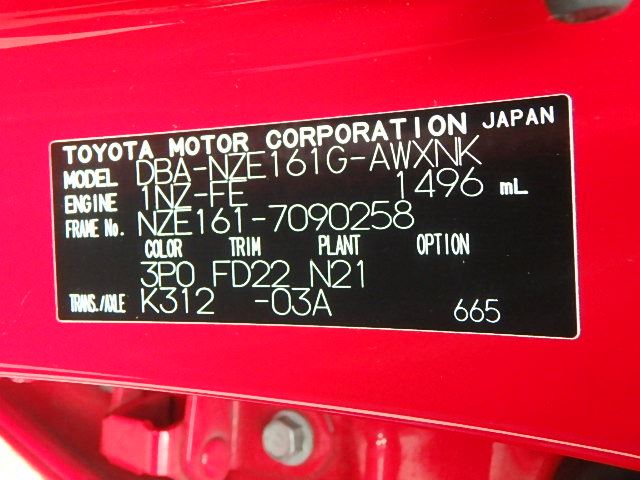 TOYOTA MOTOR CORPORATION JAPAN
MODEL DBA-NZE161G-AWXNK
ENGINE 1NZ-FE 1496 mL
FRAME No. NZE161-7090258
COLOR TRIM PLANT OPTION
3P0 FD22 N21
TRANS./AXLE K312 -03A 665